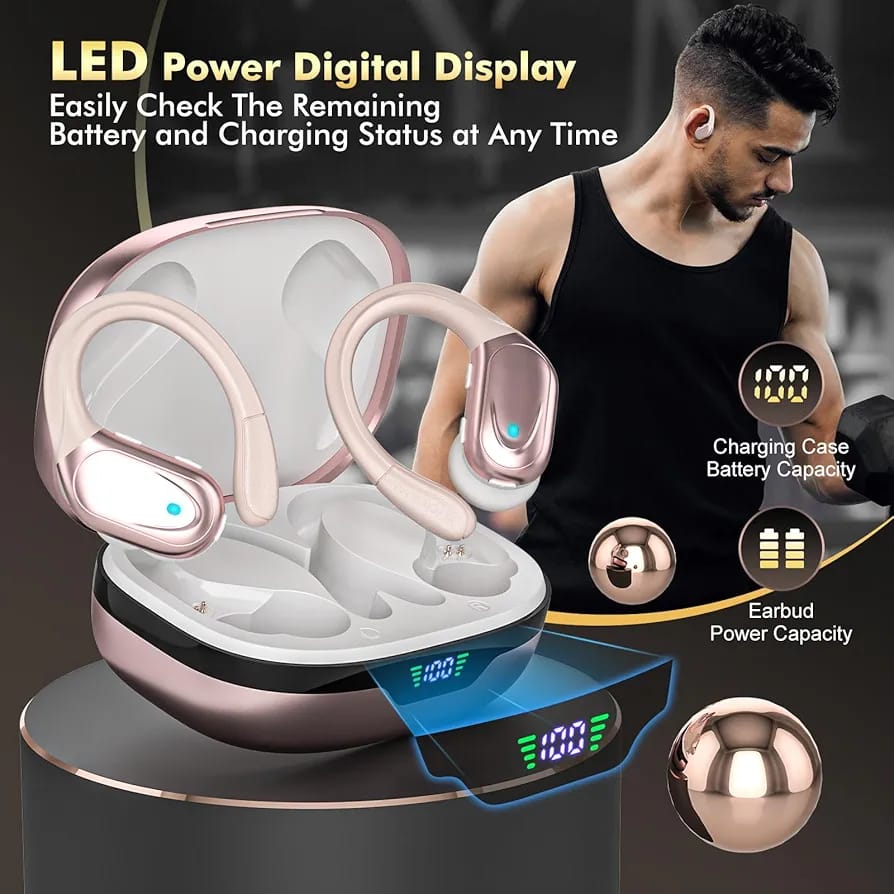 LED Power Digital Display
Easily Check The Remaining
Battery and Charging Status at Any Time
100
Charging Case
Battery Capacity
Earbud
Power Capacity
100
100